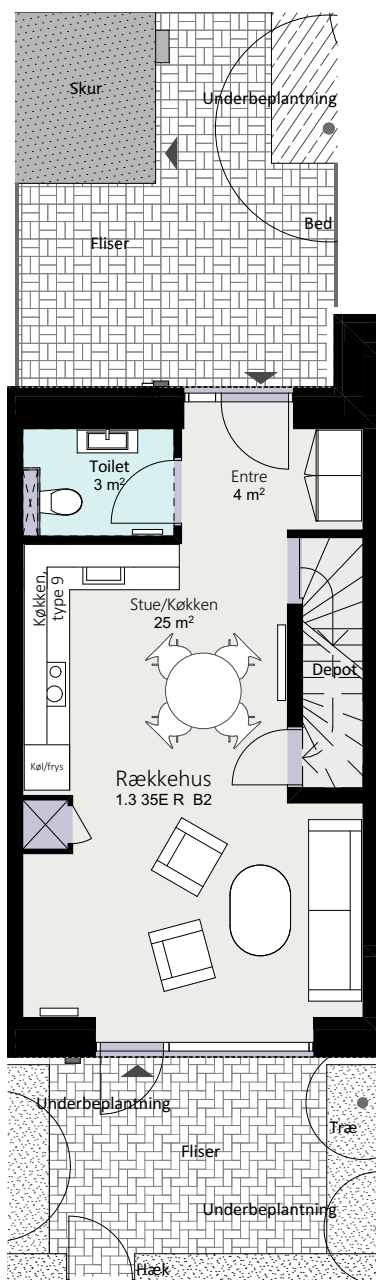 Skur
Underbeplantning
Bed
Fliser
Toilet
3 m²
Entre
4 m²
Køkken,
type 9
Stue/Køkken
25 m²
Depot
Køl/frys
Rækkehus
1.3 35E R B2
Underbeplantning
Træ
Fliser
Underbeplantning
Hæk